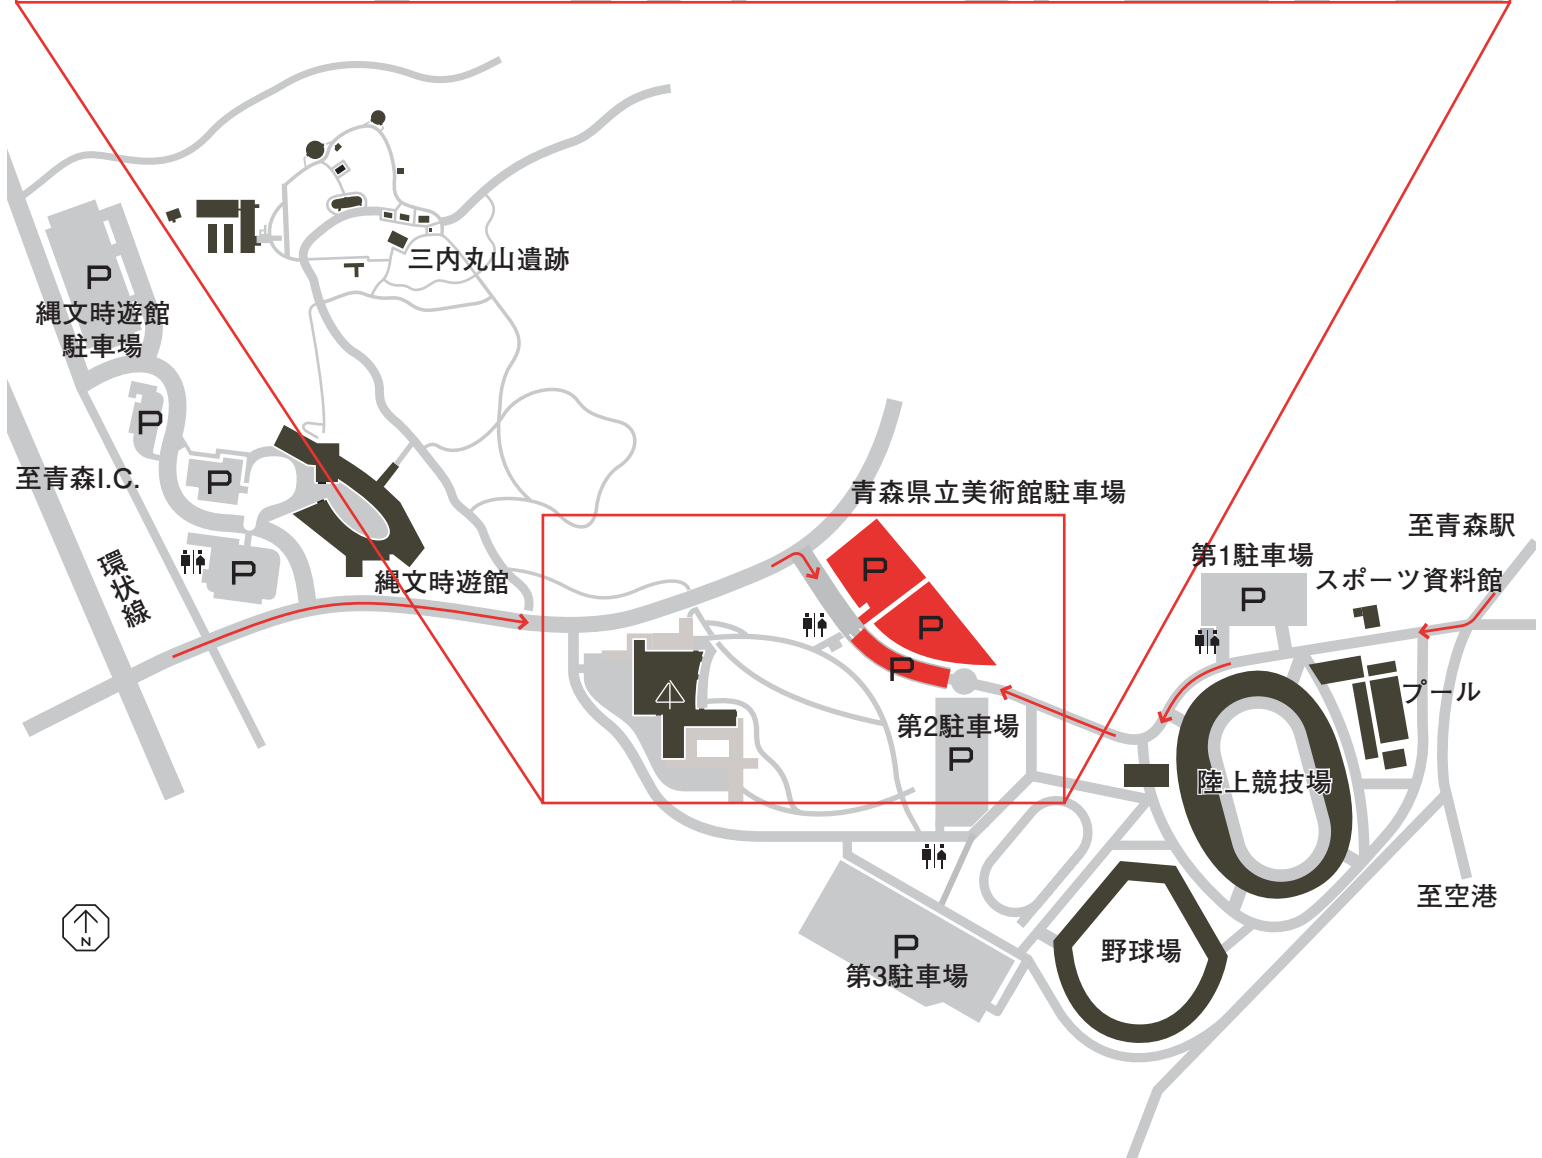 三内丸山遺跡
P
縄文時遊館
駐車場
P
至青森I.C.
P
P
環状線
縄文時遊館
青森県立美術館駐車場
P
P
P
第2駐車場
P
至青森駅
第1駐車場
P
スポーツ資料館
プール
陸上競技場
至空港
野球場
P
第3駐車場
N